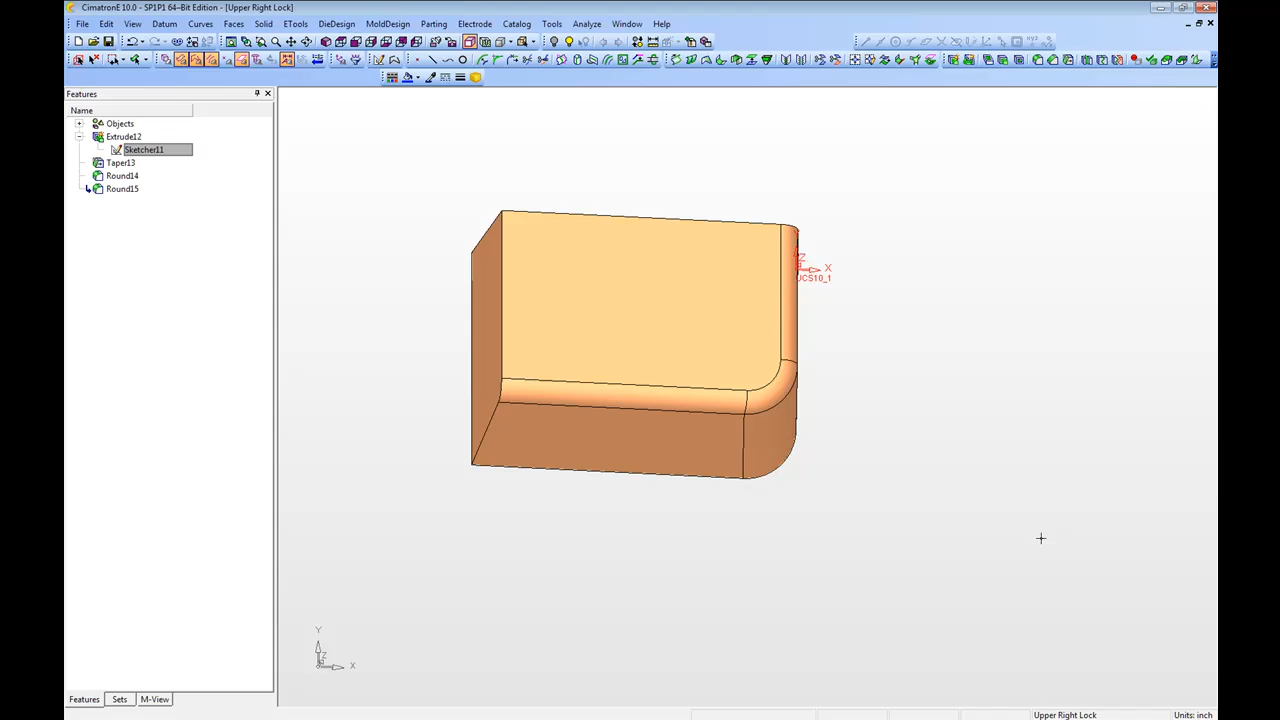 CimatronE 10.0 - SP1P1 64-Bit Edition - [Upper Right Lock]
File Edit View Datum Curves Faces Solid ETools DieDesign MoldDesign Parting Electrode Catalog Tools Window Analyze Help
Features
Name
Objects
Extrude12
Sketcher11
Taper13
Round14
Round15
Z
X
UCS10_1
Y
Z
X
Features Sets M-View
Upper Right Lock Units: inch